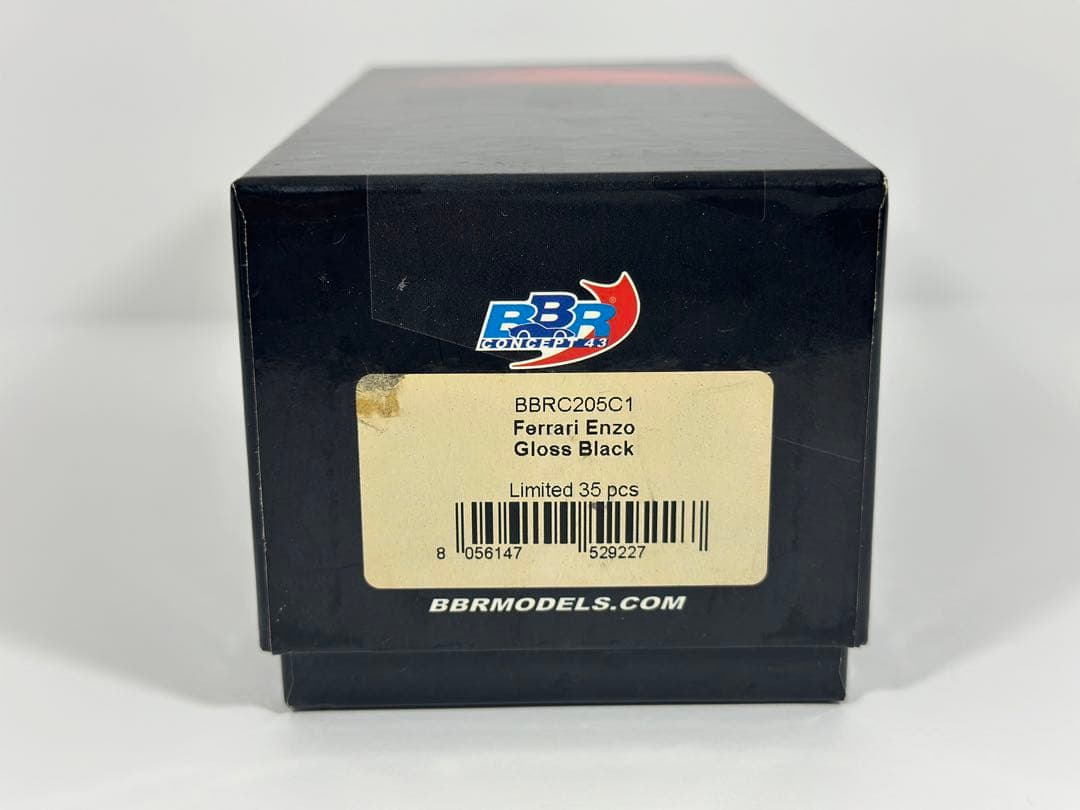 BBR®
CONCEPT 43
BBRC205C1
Ferrari Enzo
Gloss Black
Limited 35 pcs
8 056147 529227
BBRMODELS.COM